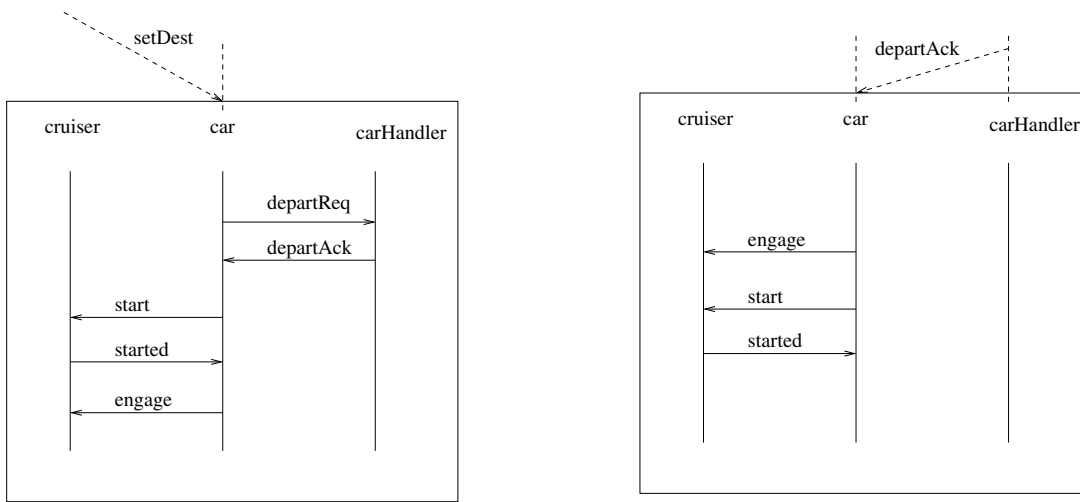 setDest
cruiser
car
carHandler
departReq
departAck
start
started
engage
departAck
cruiser
car
carHandler
engage
start
started